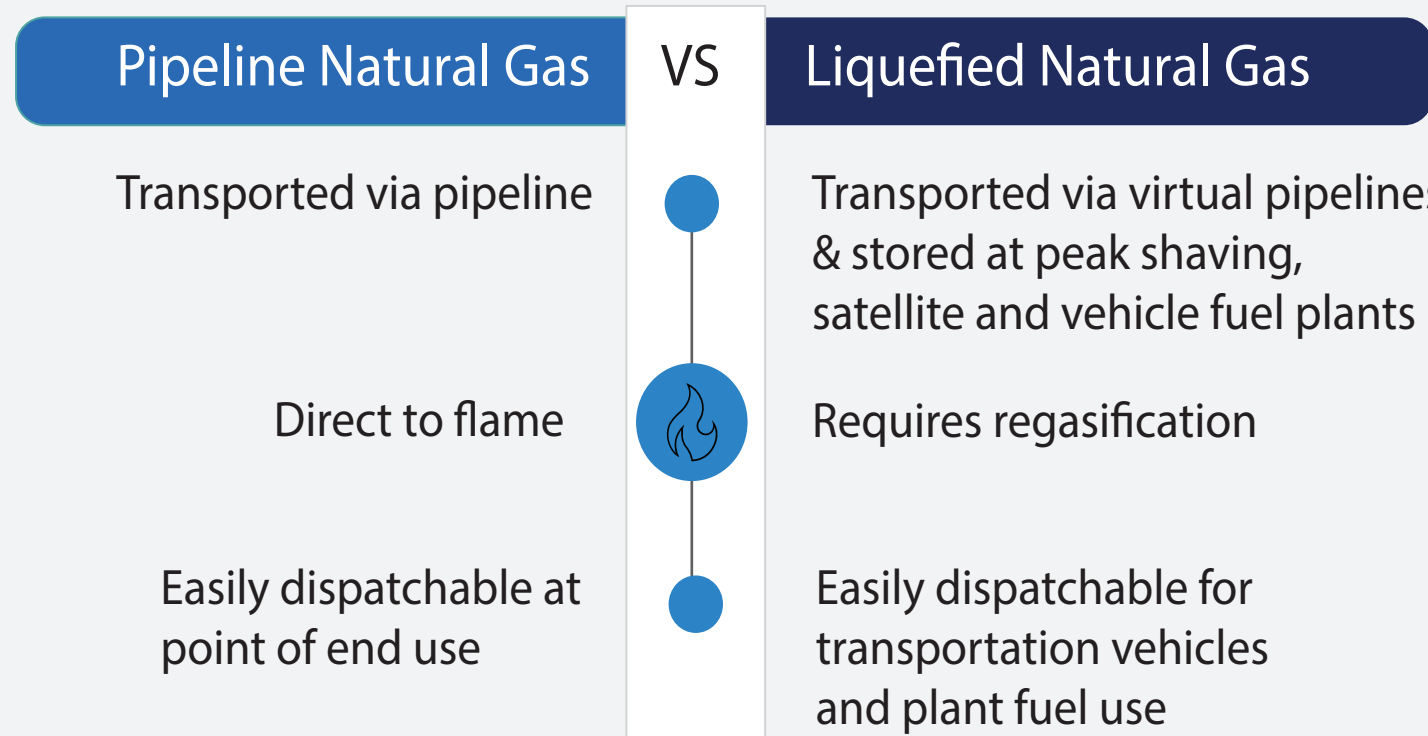 Pipeline Natural Gas VS Liquefied Natural Gas
Transported via pipeline
Transported via virtual pipelines
& stored at peak shaving,
satellite and vehicle fuel plants
Direct to flame
Requires regasification
Easily dispatchable at
point of end use
Easily dispatchable for
transportation vehicles
and plant fuel use